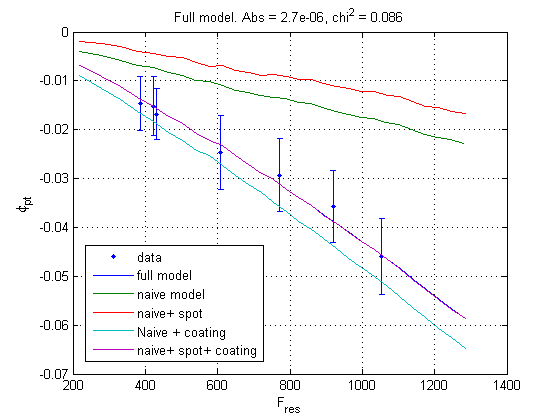 Full model. Abs = 2.7e-06, chi² = 0.086
0
-0.01
-0.02
-0.03
-0.04
-0.05
-0.06
-0.07
ϕpt
data
full model
naive model
naive+ spot
Naive + coating
naive+ spot+ coating
200 400 600 800 1000 1200 1400
Fres